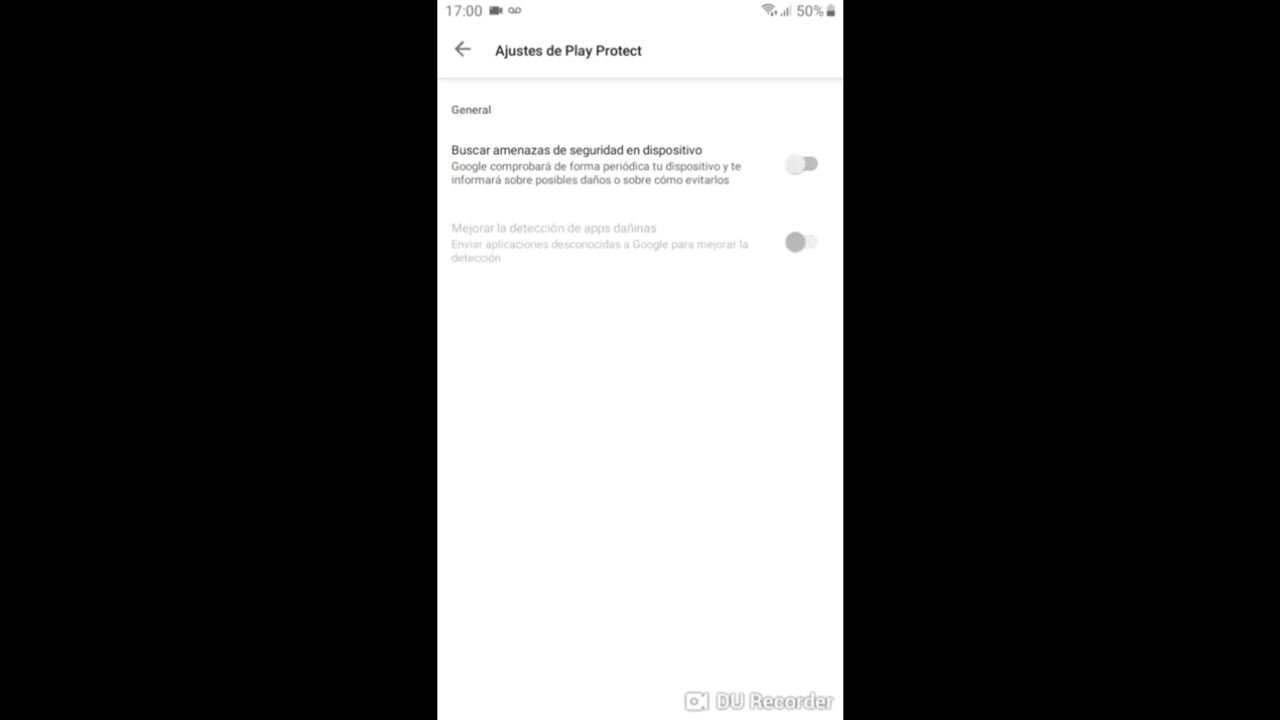 17:00 50%
Ajustes de Play Protect
General
Buscar amenazas de seguridad en dispositivo
Google comprobará de forma periódica tu dispositivo y te
informará sobre posibles daños o sobre cómo evitarlos
Mejorar la detección de apps dañinas
Enviar aplicaciones desconocidas a Google para mejorar la
detección
DU Recorder